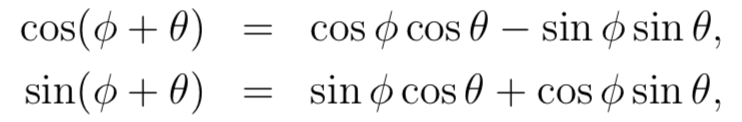 cos(ϕ + θ) = cos ϕ cos θ − sin ϕ sin θ,
sin(ϕ + θ) = sin ϕ cos θ + cos ϕ sin θ,